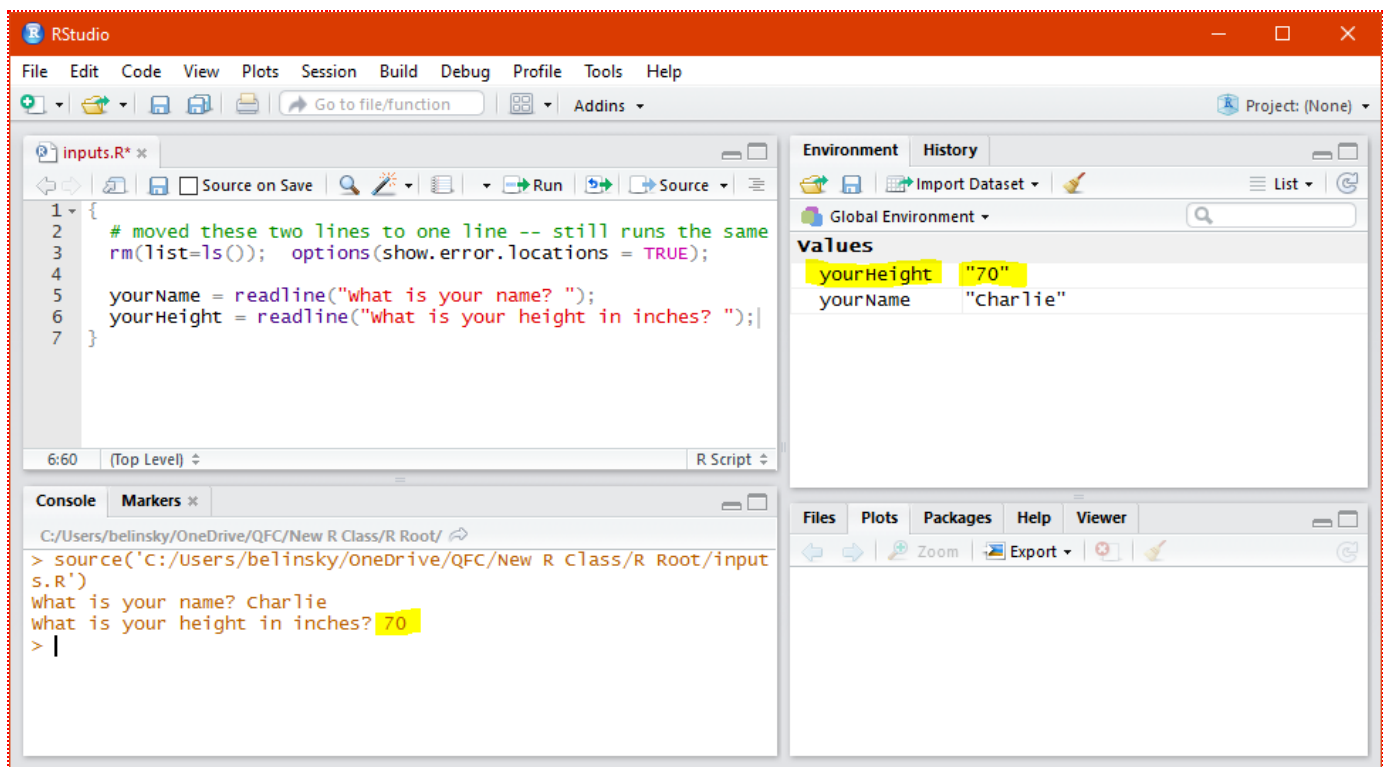 RStudio
File Edit Code View Plots Session Build Debug Profile Tools Help
Go to file/function Addins Project: (None)
inputs.R*
Source on Save Run Source
1 {
2 # moved these two lines to one line -- still runs the same
3 rm(list=ls()); options(show.error.locations = TRUE);
4
5 yourName = readline("What is your name? ");
6 yourHeight = readline("What is your height in inches? ");
7 }
6:60 (Top Level) R Script
Console Markers
C:/Users/belinsky/OneDrive/QFC/New R Class/R Root/
> source('C:/Users/belinsky/OneDrive/QFC/New R Class/R Root/input
s.R')
What is your name? Charlie
What is your height in inches? 70
>
Environment History
Import Dataset List
Global Environment
Values
yourHeight "70"
yourName "Charlie"
Files Plots Packages Help Viewer
Zoom Export